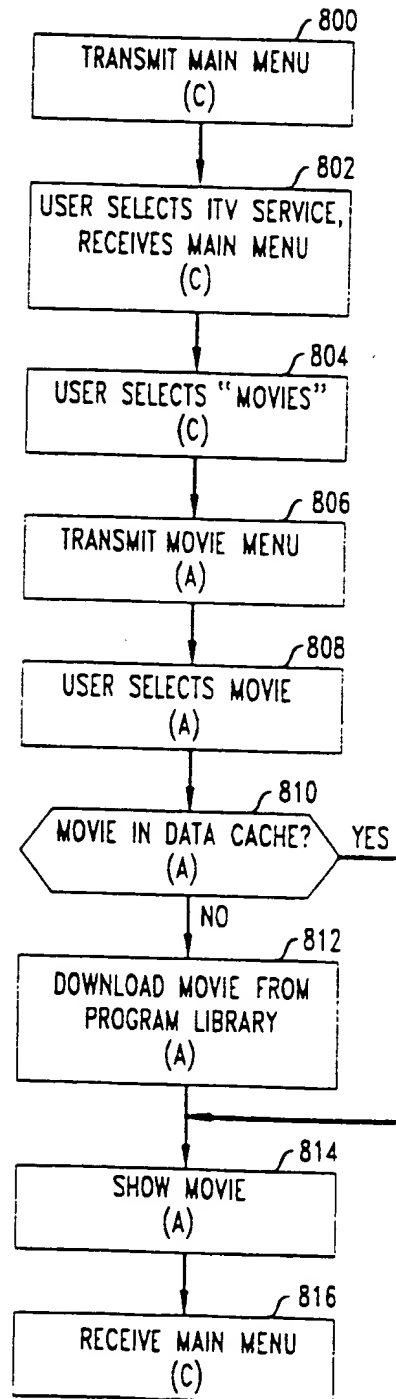 800
TRANSMIT MAIN MENU
(C)
802
USER SELECTS ITV SERVICE,
RECEIVES MAIN MENU
(C)
804
USER SELECTS "MOVIES"
(C)
806
TRANSMIT MOVIE MENU
(A)
808
USER SELECTS MOVIE
(A)
810
MOVIE IN DATA CACHE?
(A)
YES
NO
812
DOWNLOAD MOVIE FROM
PROGRAM LIBRARY
(A)
814
SHOW MOVIE
(A)
816
RECEIVE MAIN MENU
(C)